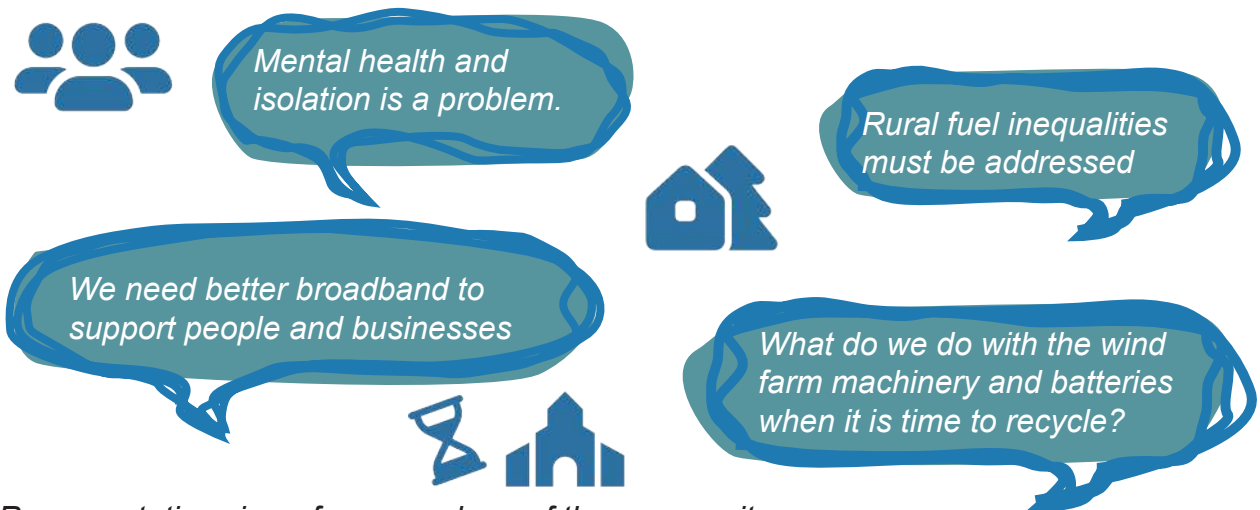 Mental health and
isolation is a problem.
Rural fuel inequalities
must be addressed
We need better broadband to
support people and businesses
What do we do with the wind
farm machinery and batteries
when it is time to recycle?